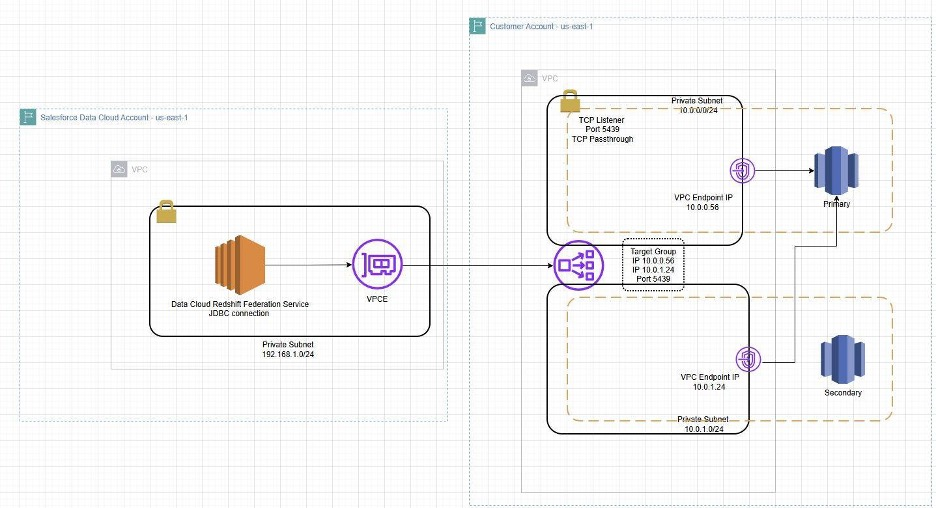 Customer Account - us-east-1
VPC
Private Subnet
10.0.0/0/24
TCP Listener
Port 5439
TCP Passthrough
Salesforce Data Cloud Account - us-east-1
VPC
VPC Endpoint IP
10.0.0.56
Primary
Target Group
IP 10.0.0.56
IP 10.0.1.24
Port 5439
Data Cloud Redshift Federation Service
JDBC connection
VPCE
Private Subnet
192.168.1.0/24
VPC Endpoint IP
10.0.1.24
Secondary
Private Subnet
10.0.1.0/24